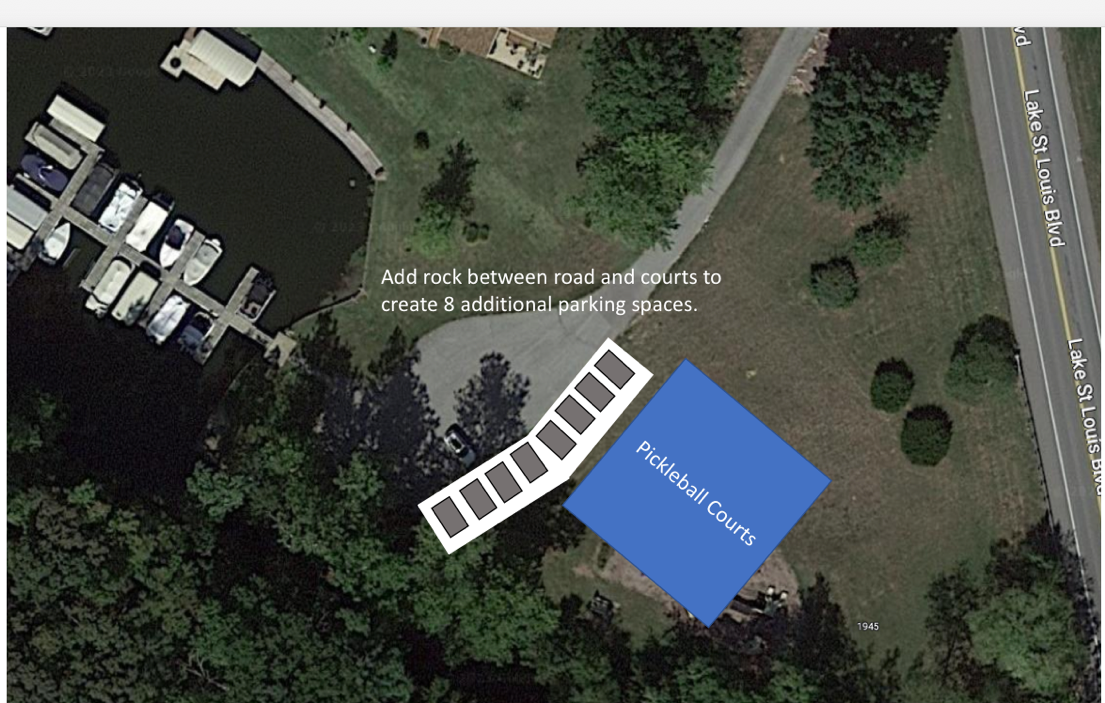 Lake St Louis Blvd
Add rock between road and courts to
create 8 additional parking spaces.
Lake St Louis Blvd
Pickleball Courts
1945